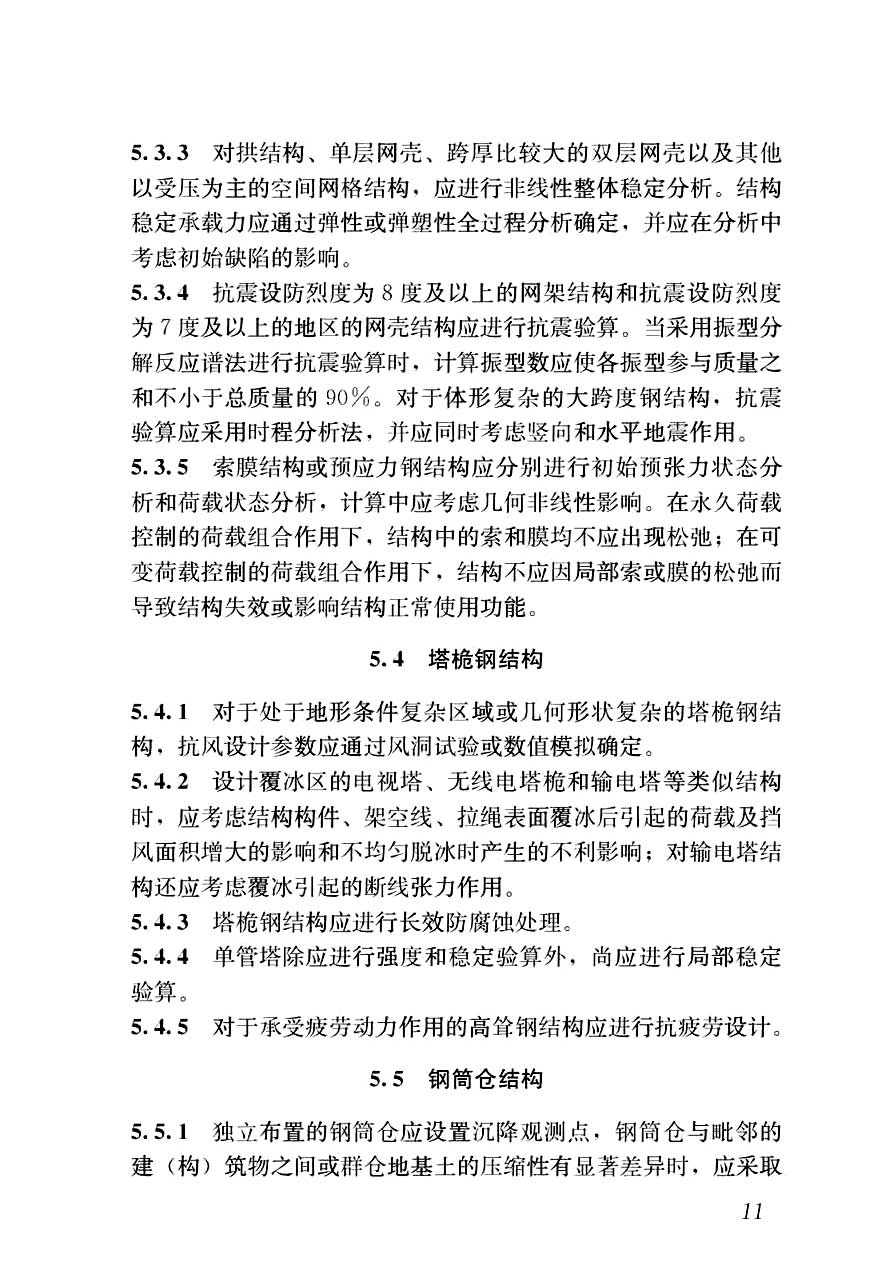 5.3.3 对拱结构、单层网壳、跨厚比较大的双层网壳以及其他
以受压为主的空间网格结构，应进行非线性整体稳定分析。结构
稳定承载力应通过弹性或弹塑性全过程分析确定，并应在分析中
考虑初始缺陷的影响。
5.3.4 抗震设防烈度为 8 度及以上的网架结构和抗震设防烈度
为 7 度及以上的地区的网壳结构应进行抗震验算。当采用振型分
解反应谱法进行抗震验算时，计算振型数应使各振型参与质量之
和不小于总质量的 90%。对于体形复杂的大跨度钢结构，抗震
验算应采用时程分析法，并应同时考虑竖向和水平地震作用。
5.3.5 索膜结构或预应力钢结构应分别进行初始预张力状态分
析和荷载状态分析，计算中应考虑几何非线性影响。在永久荷载
控制的荷载组合作用下，结构中的索和膜均不应出现松弛；在可
变荷载控制的荷载组合作用下，结构不应因局部索或膜的松弛而
导致结构失效或影响结构正常使用功能。
5.4 塔桅钢结构
5.4.1 对于处于地形条件复杂区域或几何形状复杂的塔桅钢结
构，抗风设计参数应通过风洞试验或数值模拟确定。
5.4.2 设计覆冰区的电视塔、无线电塔桅和输电塔等类似结构
时，应考虑结构构件、架空线、拉绳表面覆冰后引起的荷载及挡
风面积增大的影响和不均匀脱冰时产生的不利影响；对输电塔结
构还应考虑覆冰引起的断线张力作用。
5.4.3 塔桅钢结构应进行长效防腐蚀处理。
5.4.4 单管塔除应进行强度和稳定验算外，尚应进行局部稳定
验算。
5.4.5 对于承受疲劳动力作用的高耸钢结构应进行抗疲劳设计。
5.5 钢筒仓结构
5.5.1 独立布置的钢筒仓应设置沉降观测点，钢筒仓与毗邻的
建（构）筑物之间或群仓地基土的压缩性有显著差异时，应采取
11